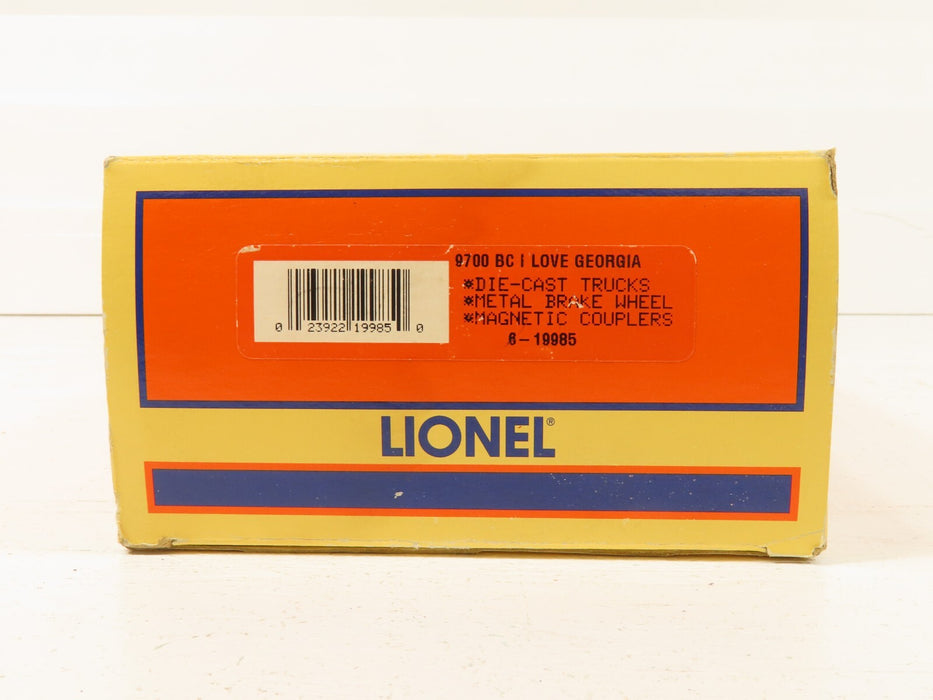 9700 BC I LOVE GEORGIA
*DIE-CAST TRUCKS
*METAL BRAKE WHEEL
*MAGNETIC COUPLERS
6-19985
0 23922 19985 0
LIONEL®